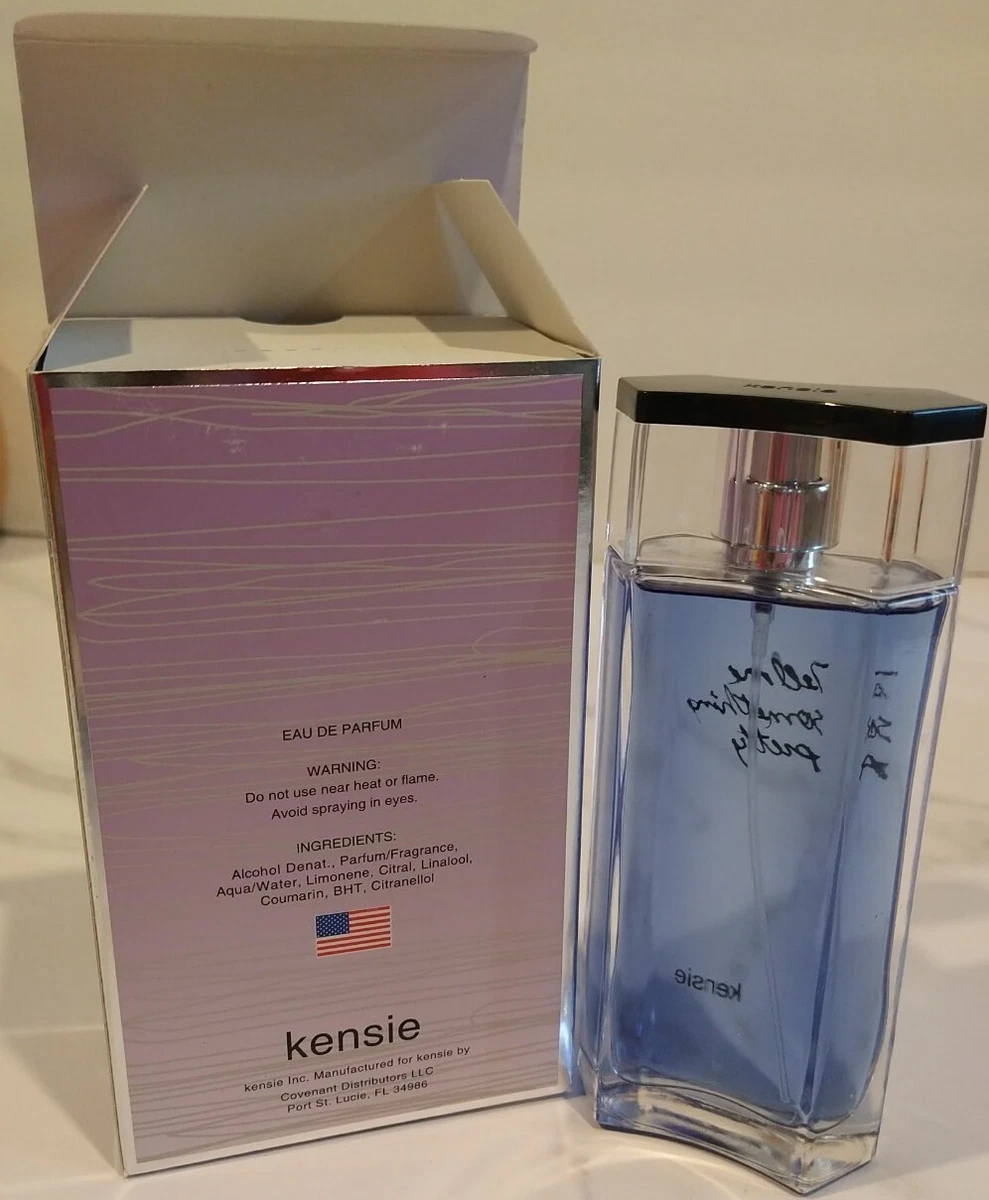 EAU DE PARFUM
WARNING:
Do not use near heat or flame.
Avoid spraying in eyes.
INGREDIENTS:
Alcohol Denat., Parfum/Fragrance,
Aqua/Water, Limonene, Citral, Linalool,
Coumarin, BHT, Citranellol
kensie
kensie Inc. Manufactured for kensie by
Covenant Distributors LLC
Port St. Lucie, FL 34986
kensie
Tell me
something
pretty
kensie